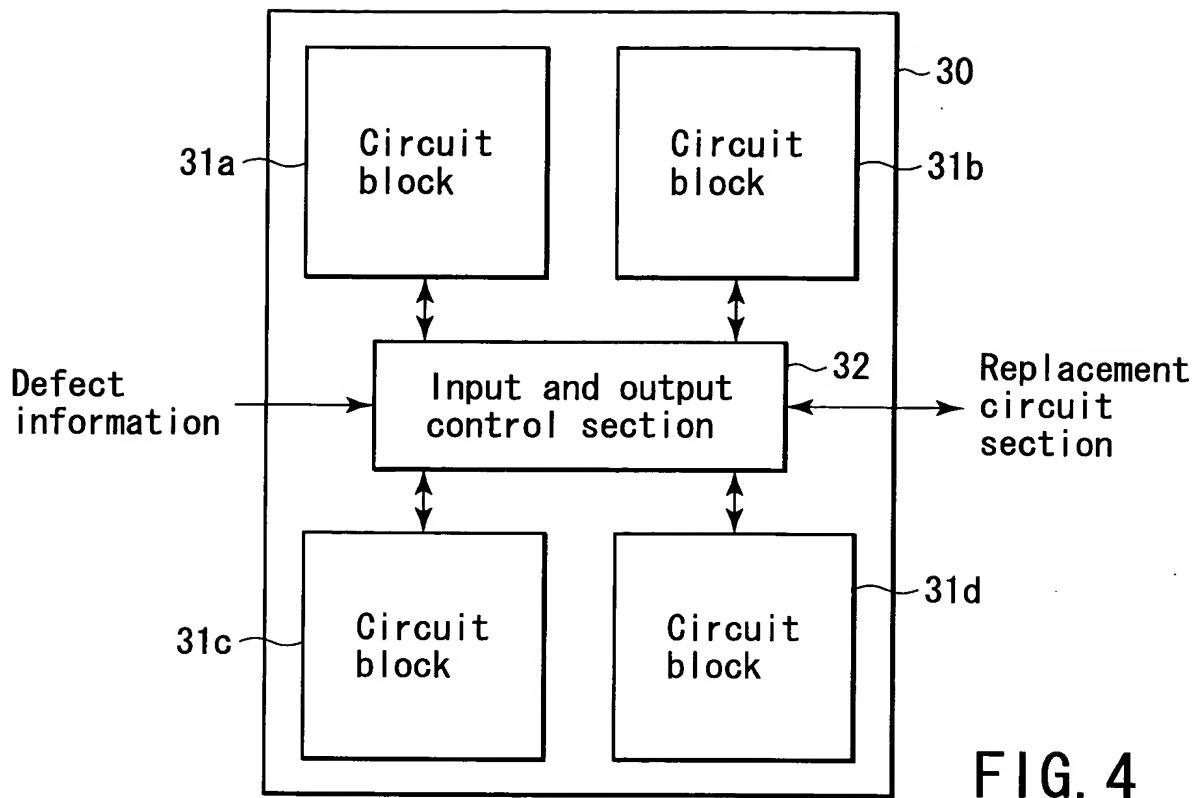 30
31a
Circuit
block
Circuit
block
31b
Defect
information
Input and output
control section
32
Replacement
circuit
section
31c
Circuit
block
Circuit
block
31d
FIG. 4